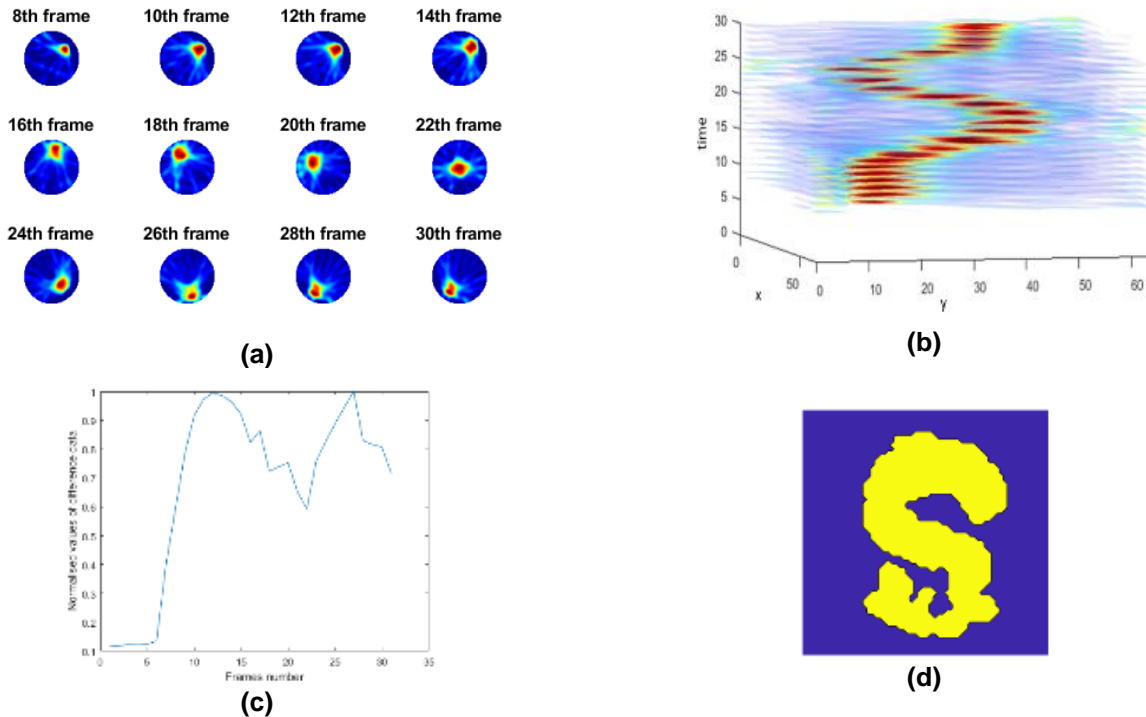 8th frame 10th frame 12th frame 14th frame
16th frame 18th frame 20th frame 22th frame
24th frame 26th frame 28th frame 30th frame
(a)
30
25
20
15
10
5
0
time
0 50
x
0 10 20 30 40 50 60
y
(b)
1
0.9
0.8
0.7
0.6
0.5
0.4
0.3
0.2
0.1
Normalised values of difference data
0 5 10 15 20 25 30 35
Frames number
(c)
(d)